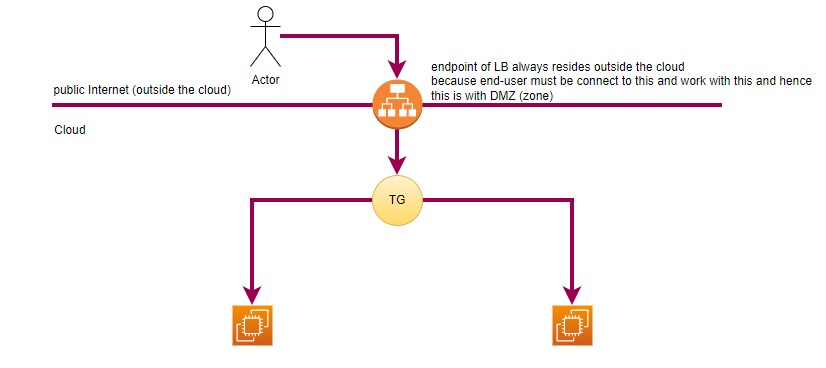 endpoint of LB always resides outside the cloud
because end-user must be connect to this and work with this and hence
this is with DMZ (zone)
Actor
public Internet (outside the cloud)
Cloud
TG